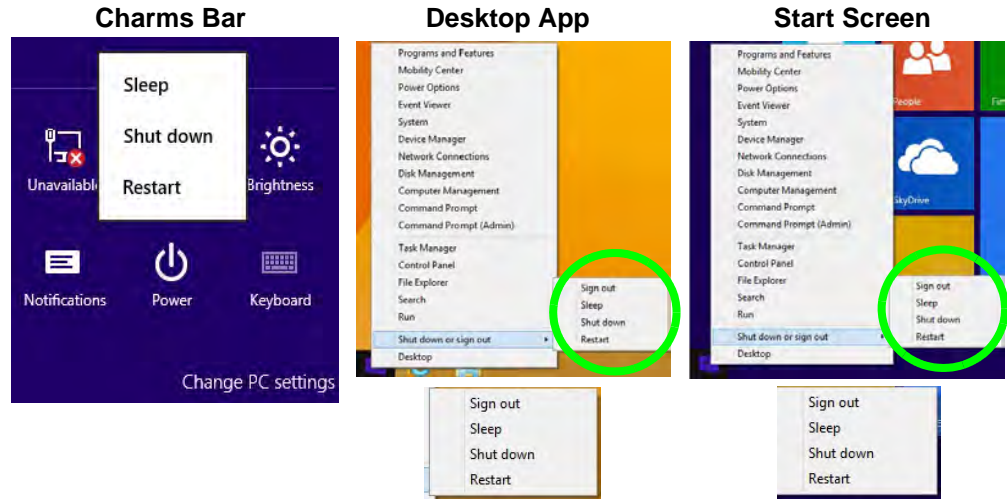 Charms Bar
Sleep
Shut down
Restart
Unavailabl
Brightness
Notifications
Power
Keyboard
Change PC settings
Desktop App
Programs and Features
Mobility Center
Power Options
Event Viewer
System
Device Manager
Network Connections
Disk Management
Computer Management
Command Prompt
Command Prompt (Admin)
Task Manager
Control Panel
File Explorer
Search
Run
Shut down or sign out
Desktop
Sign out
Sleep
Shut down
Restart
Sign out
Sleep
Shut down
Restart
Start Screen
Programs and Features
Mobility Center
Power Options
Event Viewer
System
Device Manager
Network Connections
Disk Management
Computer Management
Command Prompt
Command Prompt (Admin)
Task Manager
Control Panel
File Explorer
Search
Run
Shut down or sign out
Desktop
People
SkyDrive
Sign out
Sleep
Shut down
Restart
Sign out
Sleep
Shut down
Restart